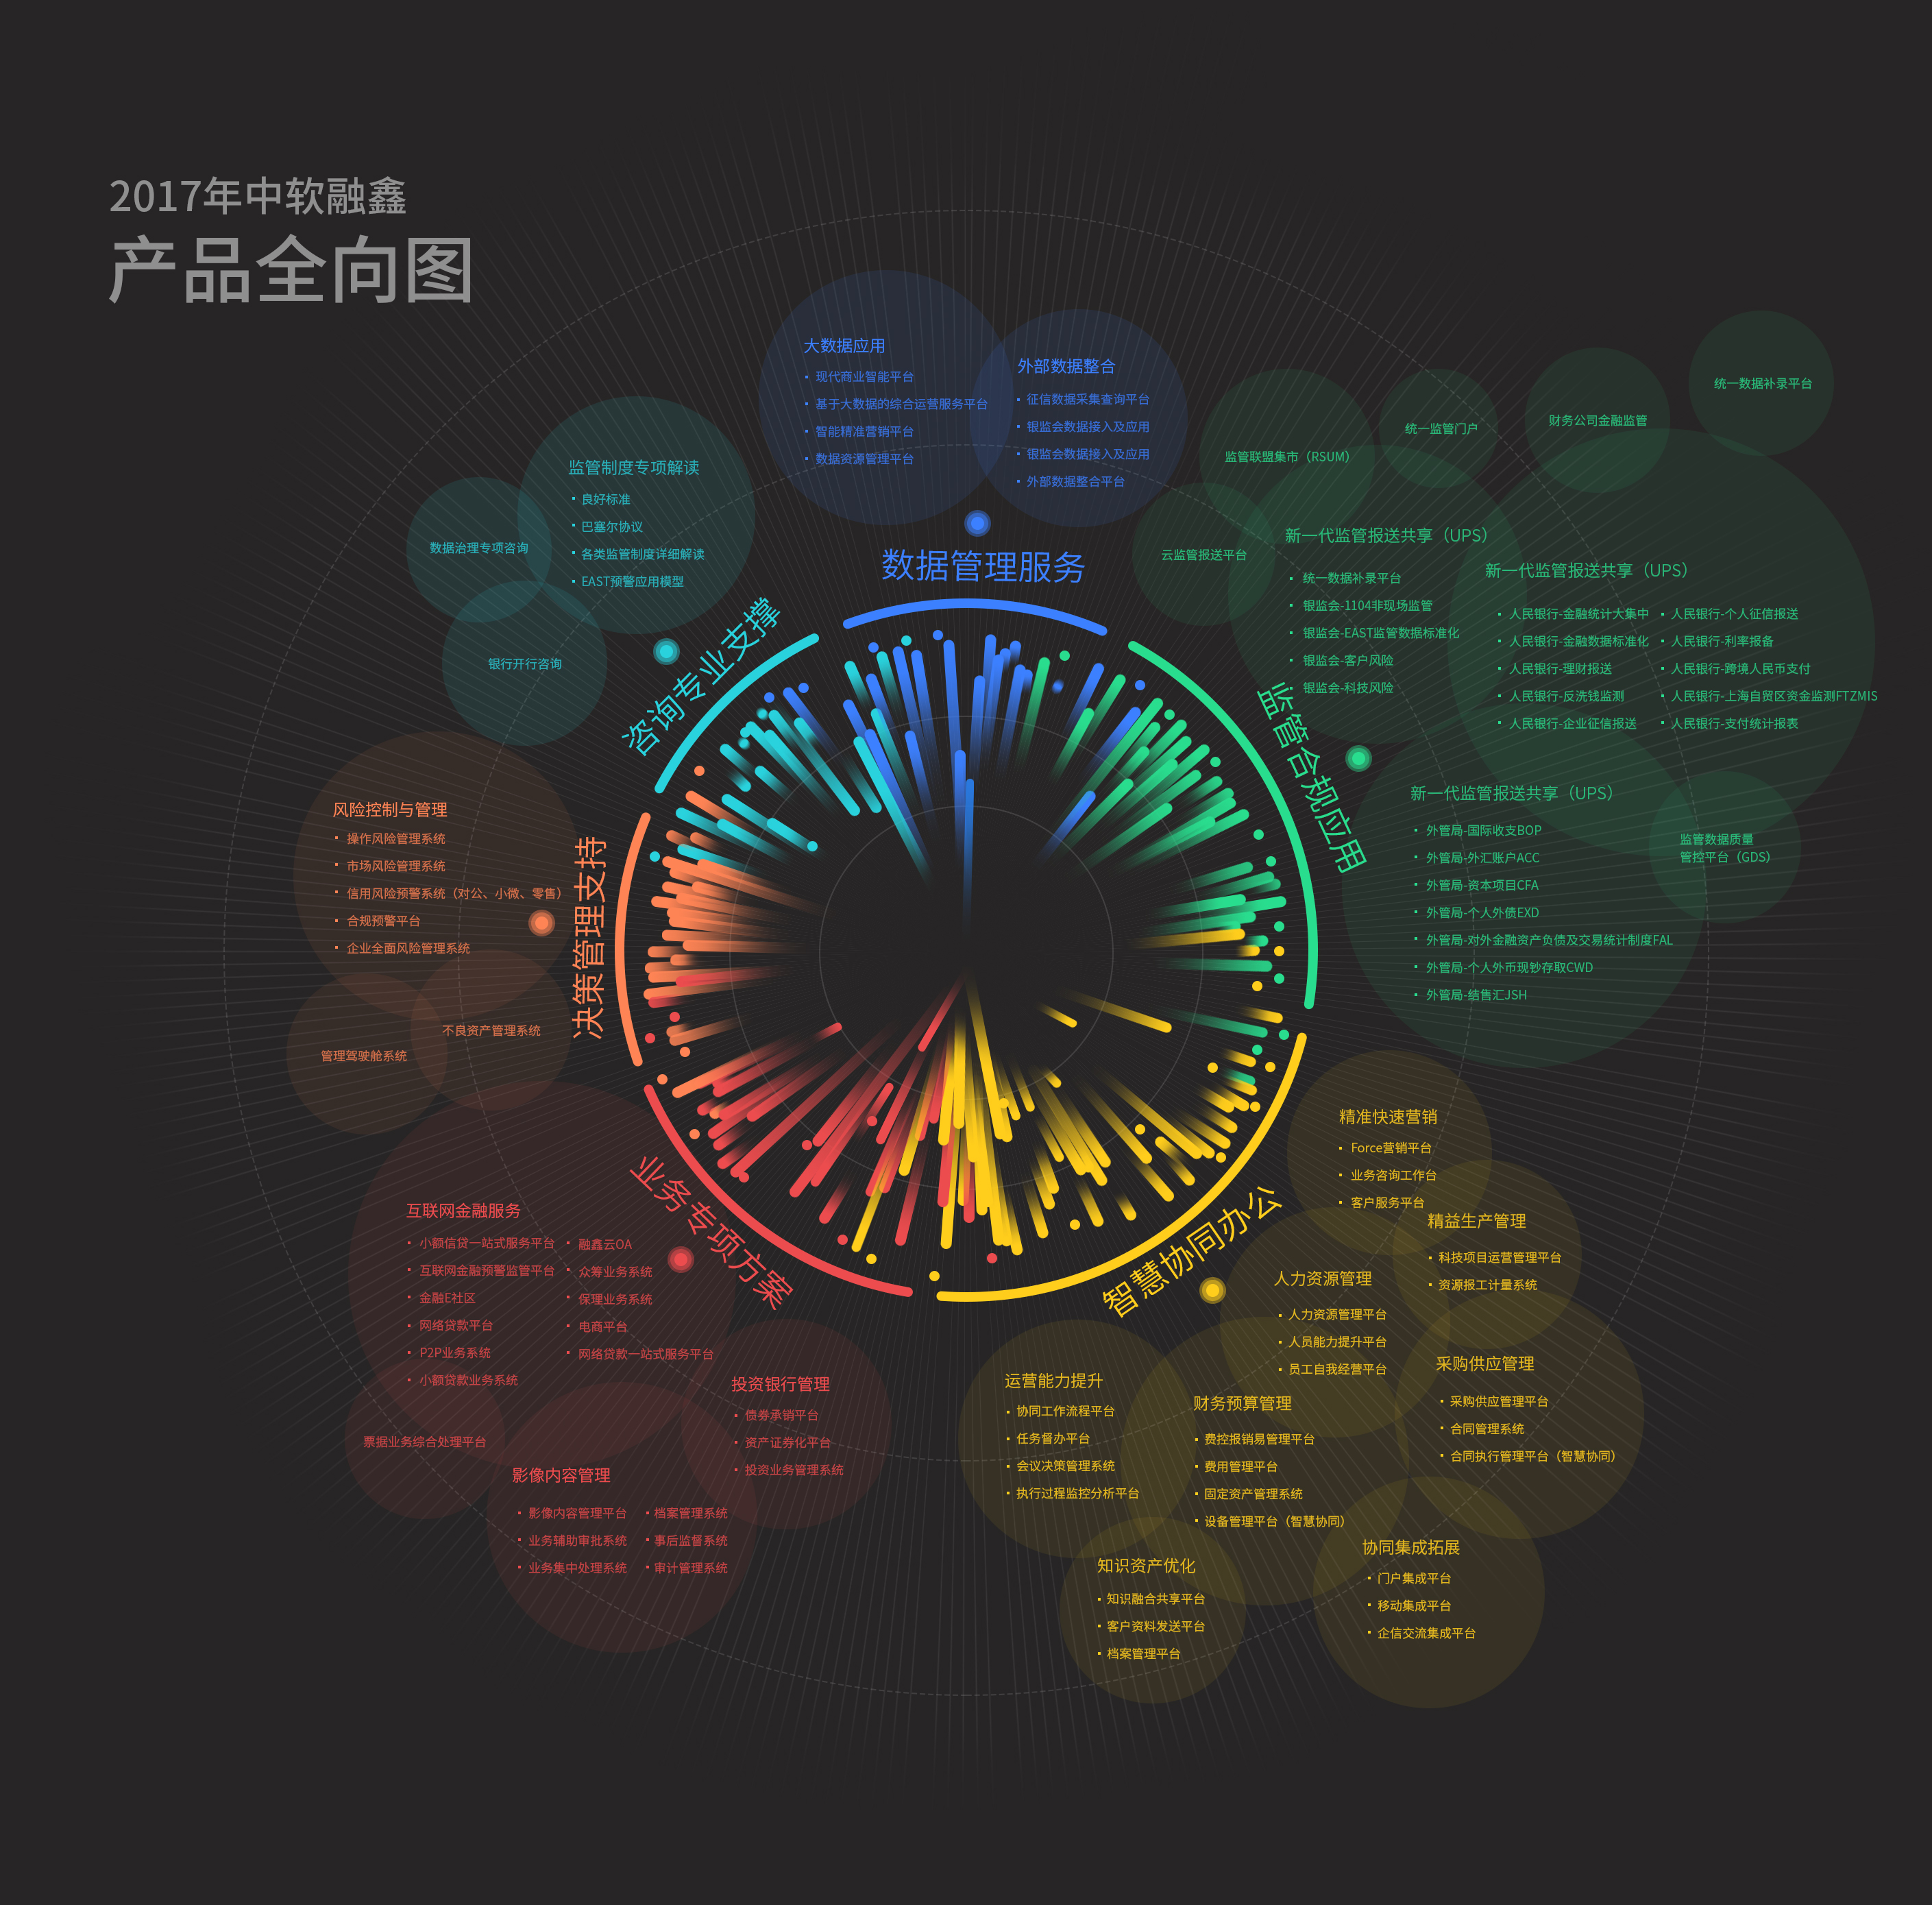 2017年中软融鑫
产品全向图
数据管理服务
大数据应用
现代商业智能平台
基于大数据的综合运营服务平台
智能精准营销平台
数据资源管理平台
外部数据整合
征信数据采集查询平台
银监会数据接入及应用
银监会数据接入及应用
外部数据整合平台
监管合规应用
统一数据补录平台
财务公司金融监管
统一监管门户
监管联盟集市（RSUM）
云监管报送平台
新一代监管报送共享（UPS）
统一数据补录平台
银监会-1104非现场监管
银监会-EAST监管数据标准化
银监会-客户风险
银监会-科技风险
新一代监管报送共享（UPS）
人民银行-金融统计大集中
人民银行-金融数据标准化
人民银行-理财报送
人民银行-反洗钱监测
人民银行-企业征信报送
人民银行-个人征信报送
人民银行-利率报备
人民银行-跨境人民币支付
人民银行-上海自贸区资金监测FTZMIS
人民银行-支付统计报表
新一代监管报送共享（UPS）
外管局-国际收支BOP
外管局-外汇账户ACC
外管局-资本项目CFA
外管局-个人外债EXD
外管局-对外金融资产负债及交易统计制度FAL
外管局-个人外币现钞存取CWD
外管局-结售汇JSH
监管数据质量
管控平台（GDS）
智慧协同办公
精准快速营销
Force营销平台
业务咨询工作台
客户服务平台
精益生产管理
科技项目运营管理平台
资源报工计量系统
人力资源管理
人力资源管理平台
人员能力提升平台
员工自我经营平台
采购供应管理
采购供应管理平台
合同管理系统
合同执行管理平台（智慧协同）
运营能力提升
协同工作流程平台
任务督办平台
会议决策管理系统
执行过程监控分析平台
财务预算管理
费控报销易管理平台
费用管理平台
固定资产管理系统
设备管理平台（智慧协同）
知识资产优化
知识融合共享平台
客户资料发送平台
档案管理平台
协同集成拓展
门户集成平台
移动集成平台
企信交流集成平台
业务专项方案
互联网金融服务
小额信贷一站式服务平台
互联网金融预警监管平台
金融E社区
网络贷款平台
P2P业务系统
小额贷款业务系统
融鑫云OA
众筹业务系统
保理业务系统
电商平台
网络贷款一站式服务平台
投资银行管理
债券承销平台
资产证券化平台
投资业务管理系统
票据业务综合处理平台
影像内容管理
影像内容管理平台
业务辅助审批系统
业务集中处理系统
档案管理系统
事后监督系统
审计管理系统
决策管理支持
风险控制与管理
操作风险管理系统
市场风险管理系统
信用风险预警系统（对公、小微、零售）
合规预警平台
企业全面风险管理系统
不良资产管理系统
管理驾驶舱系统
咨询专业支撑
监管制度专项解读
良好标准
巴塞尔协议
各类监管制度详细解读
EAST预警应用模型
数据治理专项咨询
银行开行咨询